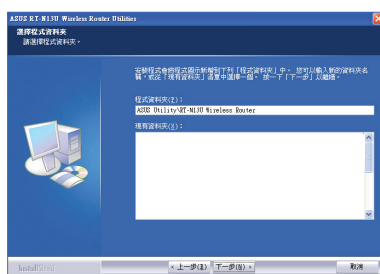 ASUS RT-N13U Wireless Router Utilities
選擇程式資料夾
請選擇程式資料夾。
安裝程式會將程式圖示新增到下列「程式資料夾」中。 您可以輸入新的資料夾名
稱，或從「現有資料夾」清單中選擇一個。 按一下「下一步」以繼續。
程式資料夾(P)：
ASUS Utility\RT-N13U Wireless Router
現有資料夾(X)：
InstallShield
< 上一步(B)
下一步(N) >
取消